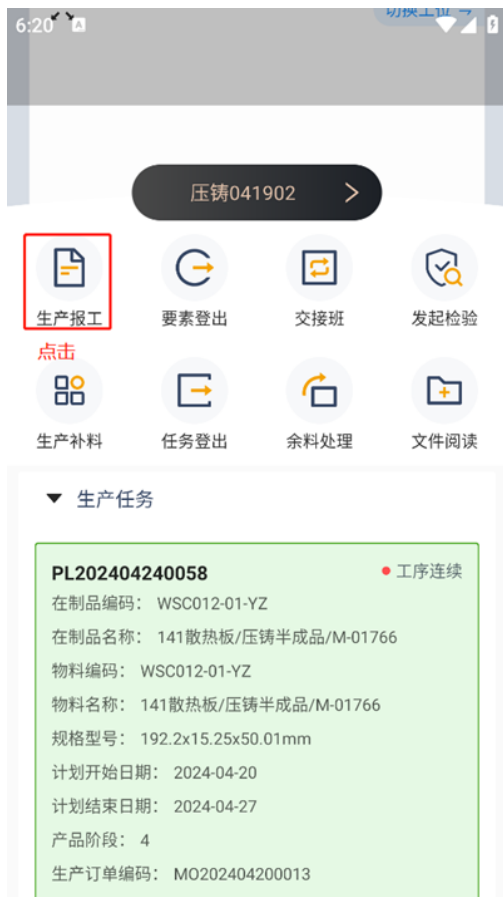 切换工位 →
6:20 A
压铸041902 >
生产报工 要素登出 交接班 发起检验
点击
生产补料 任务登出 余料处理 文件阅读
▼ 生产任务
PL202404240058 工序连续
在制品编码： WSC012-01-YZ
在制品名称： 141散热板/压铸半成品/M-01766
物料编码： WSC012-01-YZ
物料名称： 141散热板/压铸半成品/M-01766
规格型号： 192.2x15.25x50.01mm
计划开始日期： 2024-04-20
计划结束日期： 2024-04-27
产品阶段： 4
生产订单编码： MO202404200013